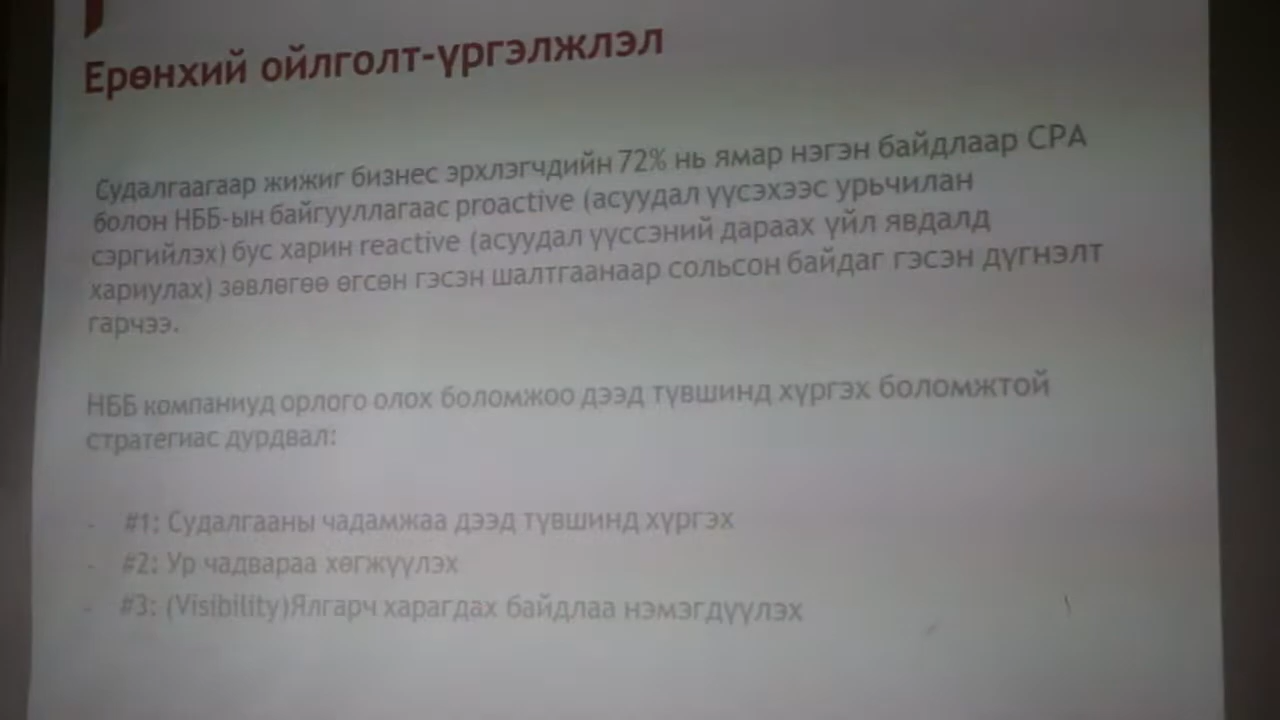 Ерөнхий ойлголт-үргэлжлэл
Судалгаагаар жижиг бизнес эрхлэгчдийн 72% нь ямар нэгэн байдлаар CPA
болон НББ-ын байгууллагаас proactive (асуудал үүсэхээс урьчилан
сэргийлэх) бус харин reactive (асуудал үүссэний дараах үйл явдалд
хариулах) зөвлөгөө өгсөн гэсэн шалтгаанаар сольсон байдаг гэсэн дүгнэлт
гарчээ.
НББ компаниуд орлого олох боломжоо дээд түвшинд хүргэх боломжтой
стратегиас дурдвал:
- #1: Судалгааны чадамжаа дээд түвшинд хүргэх
- #2: Ур чадвараа хөгжүүлэх
- #3: (Visibility)Ялгарч харагдах байдлаа нэмэгдүүлэх